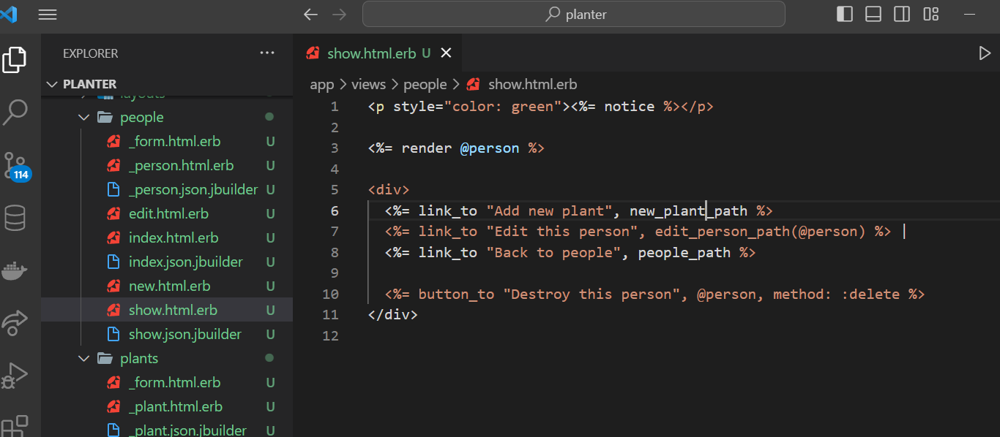 planter
EXPLORER
PLANTER
layouts
people
_form.html.erb U
_person.html.erb U
_person.json.jbuilder U
edit.html.erb U
index.html.erb U
index.json.jbuilder U
new.html.erb U
show.html.erb U
show.json.jbuilder U
plants
_form.html.erb U
_plant.html.erb U
_plant.json.jbuilder U
114
show.html.erb U
app > views > people > show.html.erb
1 <p style="color: green"><%= notice %></p>
2
3 <%= render @person %>
4
5 <div>
6 <%= link_to "Add new plant", new_plant_path %>
7 <%= link_to "Edit this person", edit_person_path(@person) %> |
8 <%= link_to "Back to people", people_path %>
9
10 <%= button_to "Destroy this person", @person, method: :delete %>
11 </div>
12